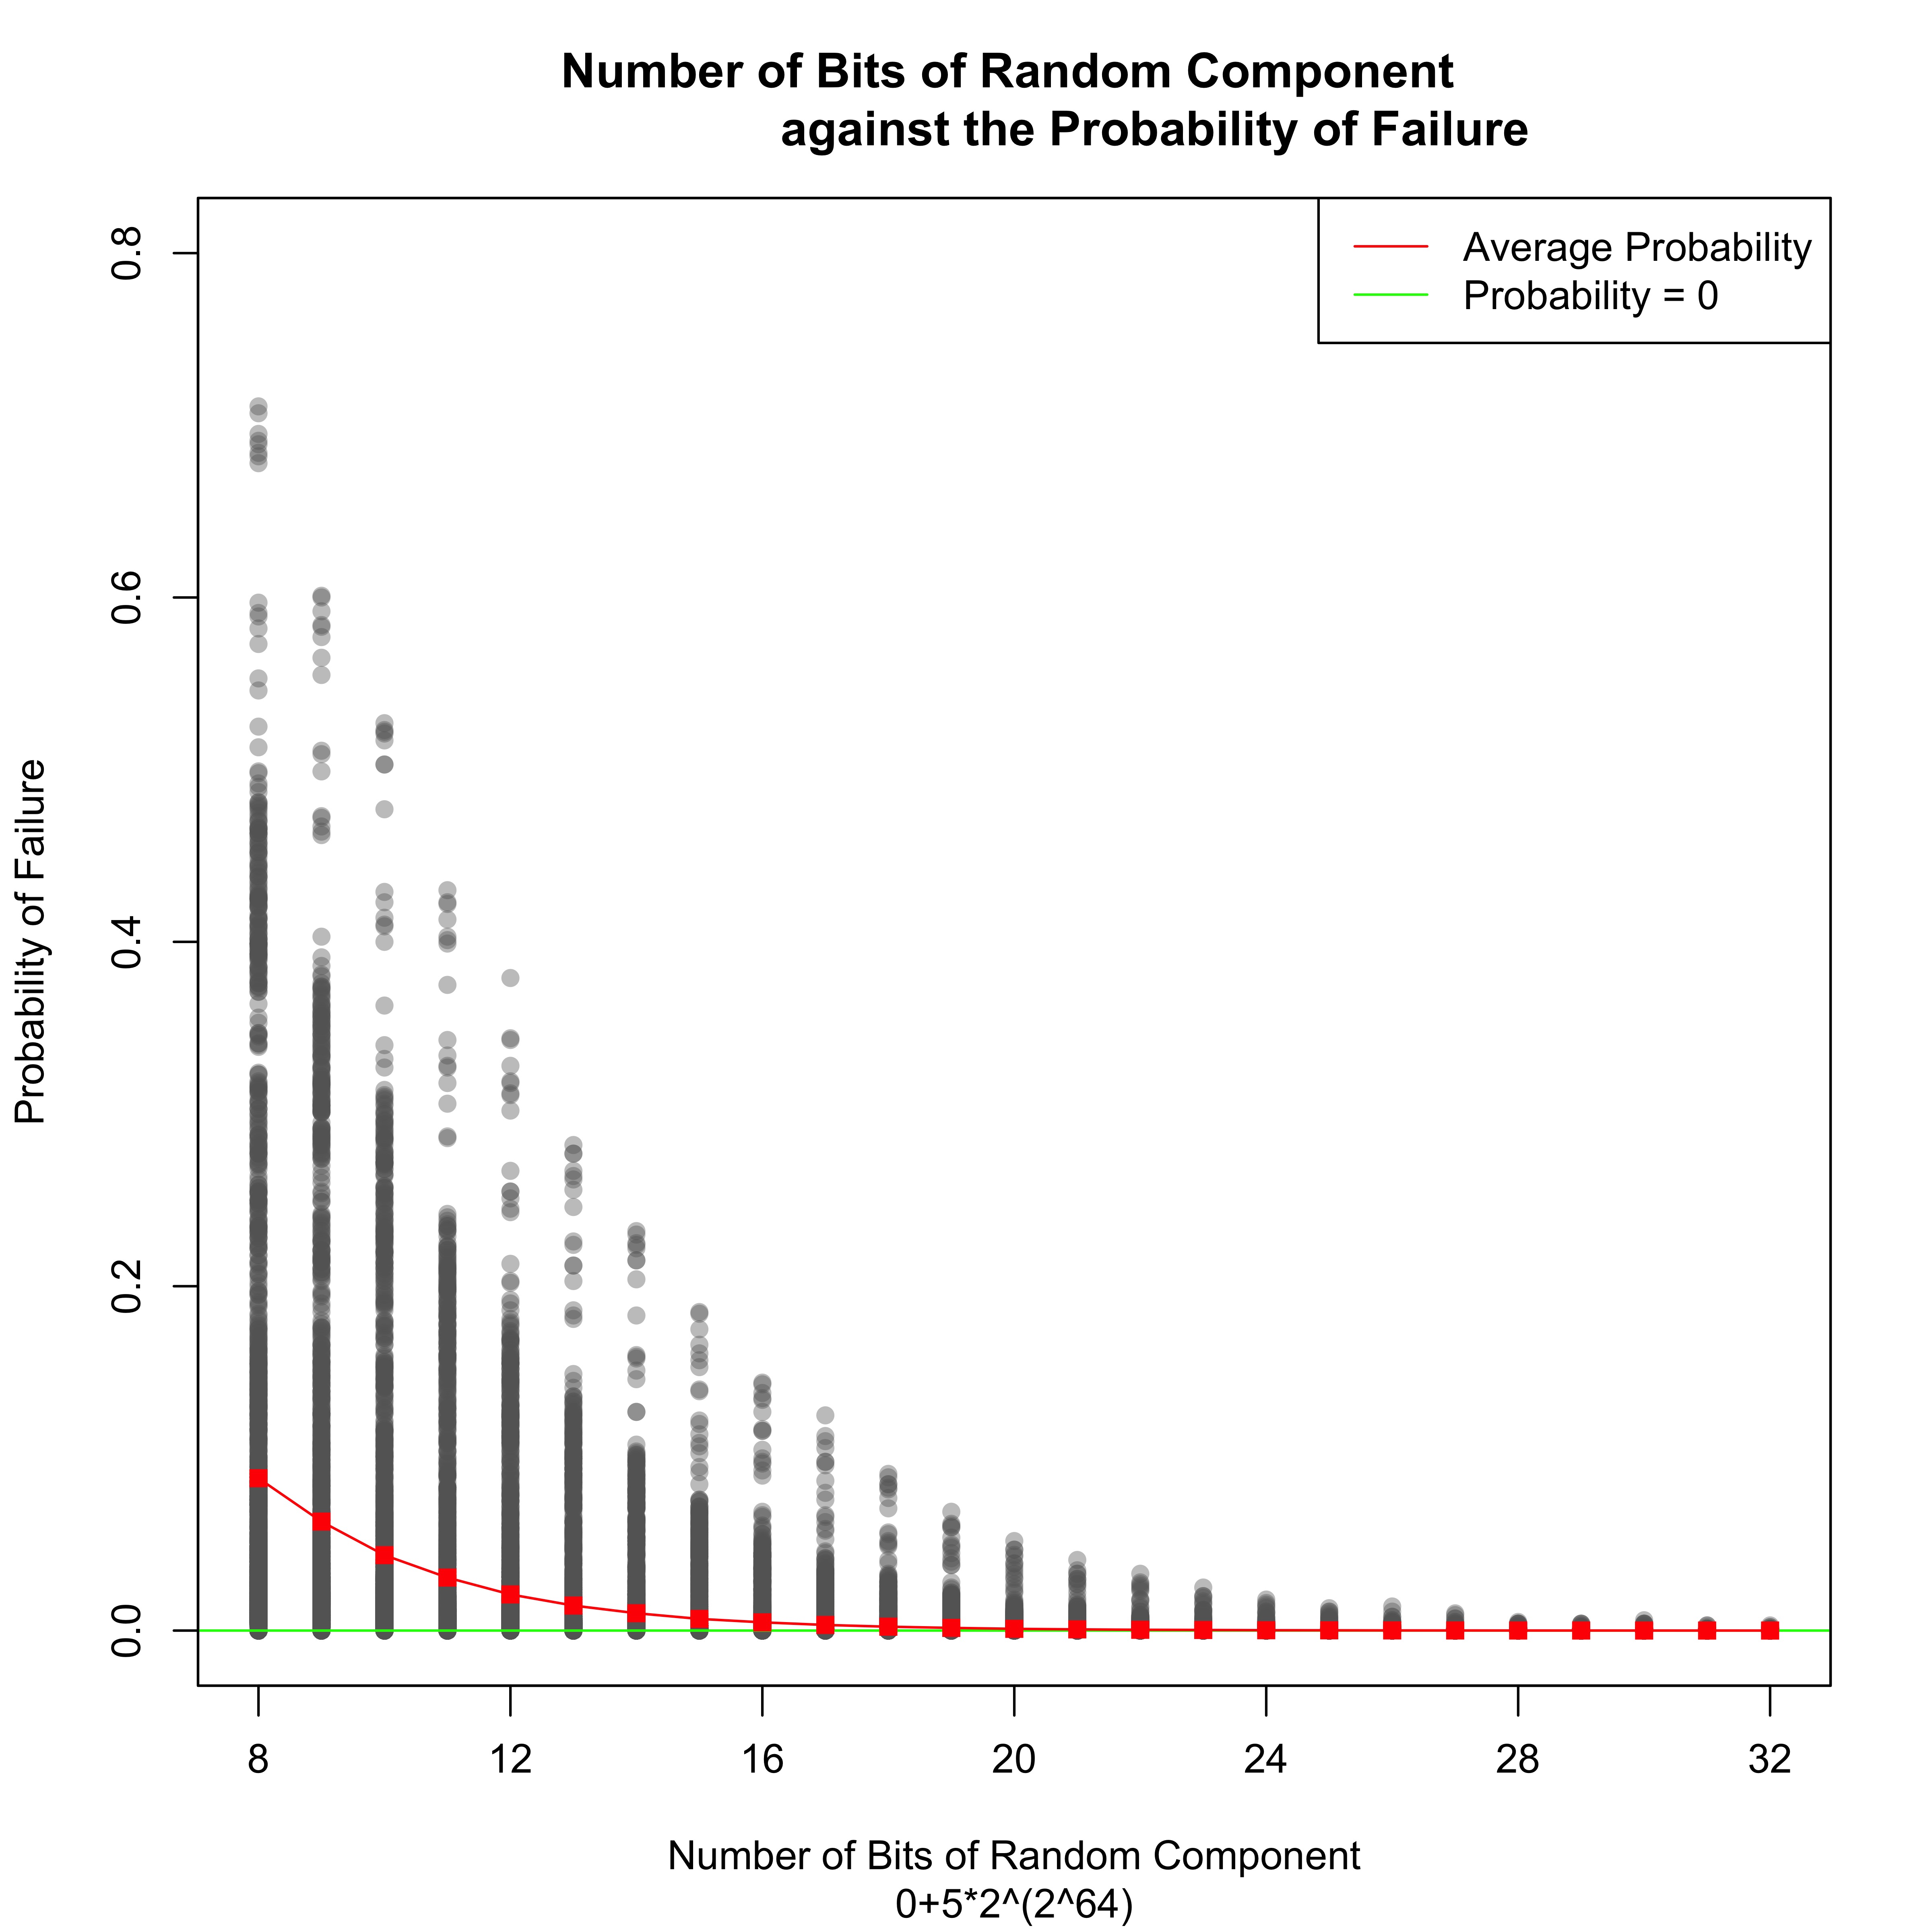 Number of Bits of Random Component
against the Probability of Failure
Average Probability
Probability = 0
Probability of Failure
0.8
0.6
0.4
0.2
0.0
8 12 16 20 24 28 32
Number of Bits of Random Component
0+5*2^(2^64)